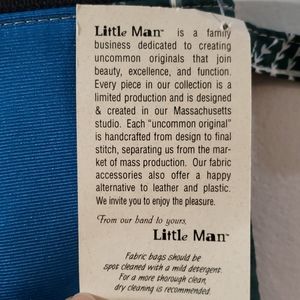 Little Man™ is a family
business dedicated to creating
uncommon originals that join
beauty, excellence, and function.
Every piece in our collection is a
limited production and is designed
& created in our Massachusetts
studio. Each "uncommon original"
is handcrafted from design to final
stitch, separating us from the mar-
ket of mass production. Our fabric
accessories also offer a happy
alternative to leather and plastic.
We invite you to enjoy the pleasure.
From our hand to yours,
Little Man™
Fabric bags should be
spot cleaned with a mild detergent.
For a more thorough clean,
dry cleaning is recommended.